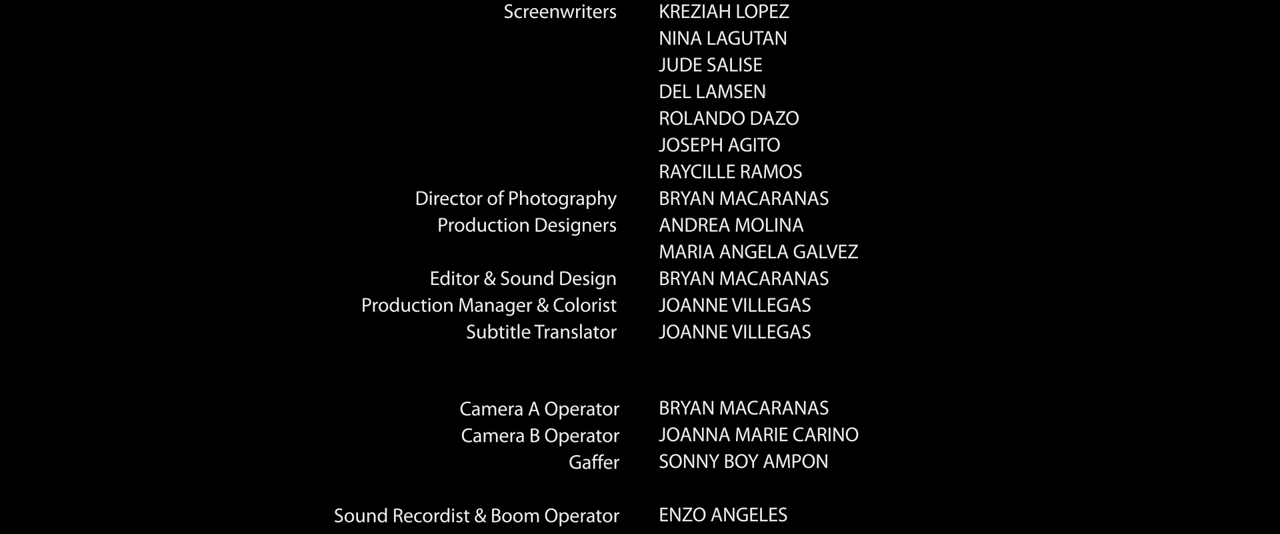 Screenwriters KREZIAH LOPEZ
NINA LAGUTAN
JUDE SALISE
DEL LAMSEN
ROLANDO DAZO
JOSEPH AGITO
RAYCILLE RAMOS
Director of Photography BRYAN MACARANAS
Production Designers ANDREA MOLINA
MARIA ANGELA GALVEZ
Editor & Sound Design BRYAN MACARANAS
Production Manager & Colorist JOANNE VILLEGAS
Subtitle Translator JOANNE VILLEGAS
Camera A Operator BRYAN MACARANAS
Camera B Operator JOANNA MARIE CARINO
Gaffer SONNY BOY AMPON
Sound Recordist & Boom Operator ENZO ANGELES